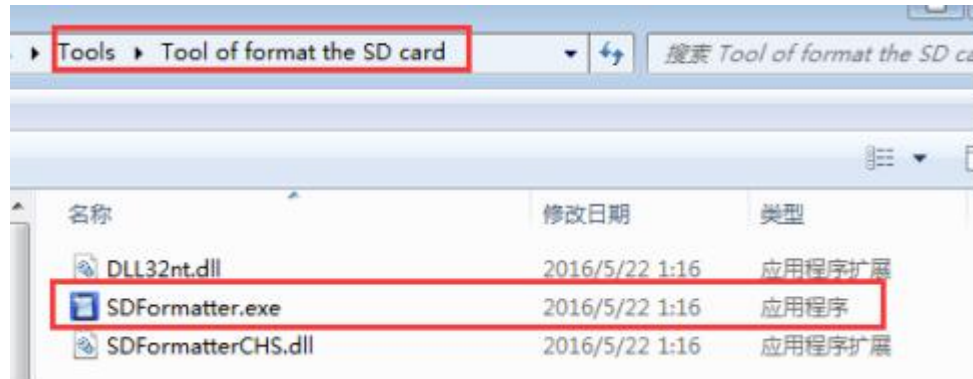 Tools Tool of format the SD card 搜索 Tool of format the SD ca
名称 修改日期 类型
DLL32nt.dll 2016/5/22 1:16 应用程序扩展
SDFormatter.exe 2016/5/22 1:16 应用程序
SDFormatterCHS.dll 2016/5/22 1:16 应用程序扩展